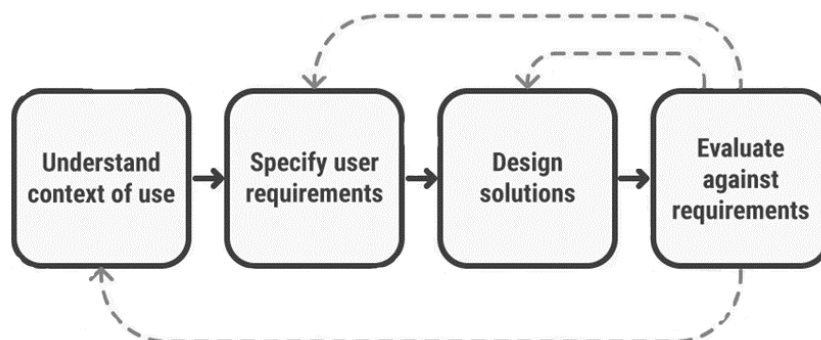 Understand
context of use
Specify user
requirements
Design
solutions
Evaluate
against
requirements